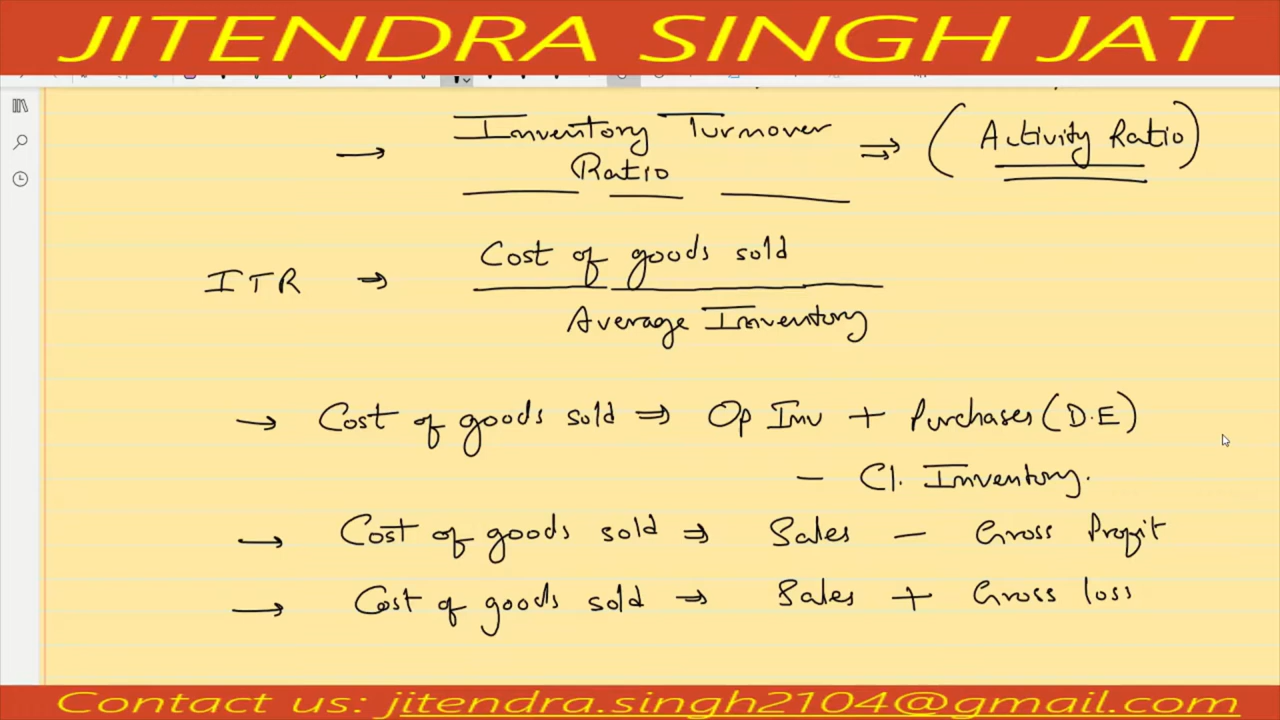 JITENDRA SINGH JAT
→ Inventory Turnover ⇒ (Activity Ratio)
Ratio
ITR → Cost of goods sold
Average Inventory
→ Cost of goods sold ⇒ Op Inv + Purchases (D.E)
- Cl. Inventory.
→ Cost of goods sold ⇒ Sales - Gross Profit
→ Cost of goods sold ⇒ Sales + Gross loss
Contact us: jitendra.singh2104@gmail.com